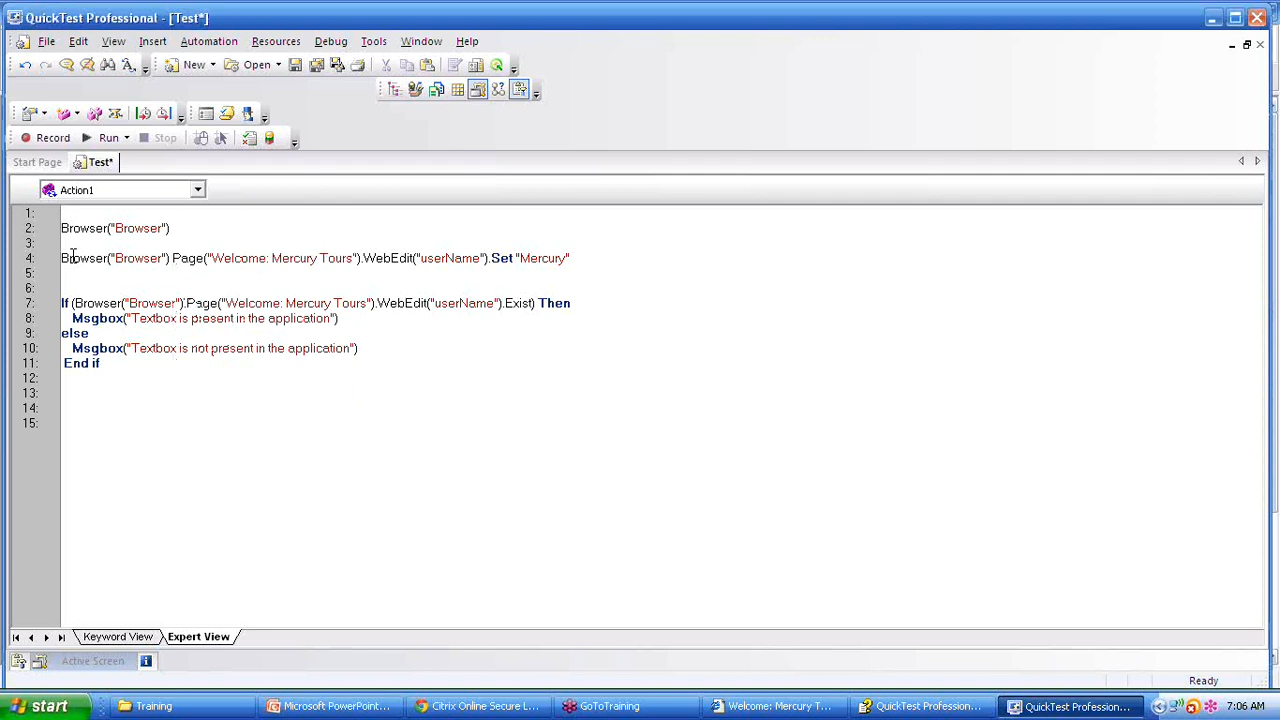 QuickTest Professional - [Test*]
File Edit View Insert Automation Resources Debug Tools Window Help
New Open
Record Run Stop
Start Page Test*
Action1
1:
2: Browser("Browser")
3:
4: Browser("Browser").Page("Welcome: Mercury Tours").WebEdit("userName").Set "Mercury"
5:
6:
7: If (Browser("Browser").Page("Welcome: Mercury Tours").WebEdit("userName").Exist) Then
8: Msgbox("Textbox is present in the application")
9: else
10: Msgbox("Textbox is not present in the application")
11: End if
12:
13:
14:
15:
Keyword View Expert View
Active Screen
Ready
start Training Microsoft PowerPoint... Citrix Online Secure L... GoToTraining Welcome: Mercury T... QuickTest Profession... QuickTest Profession... 7:06 AM